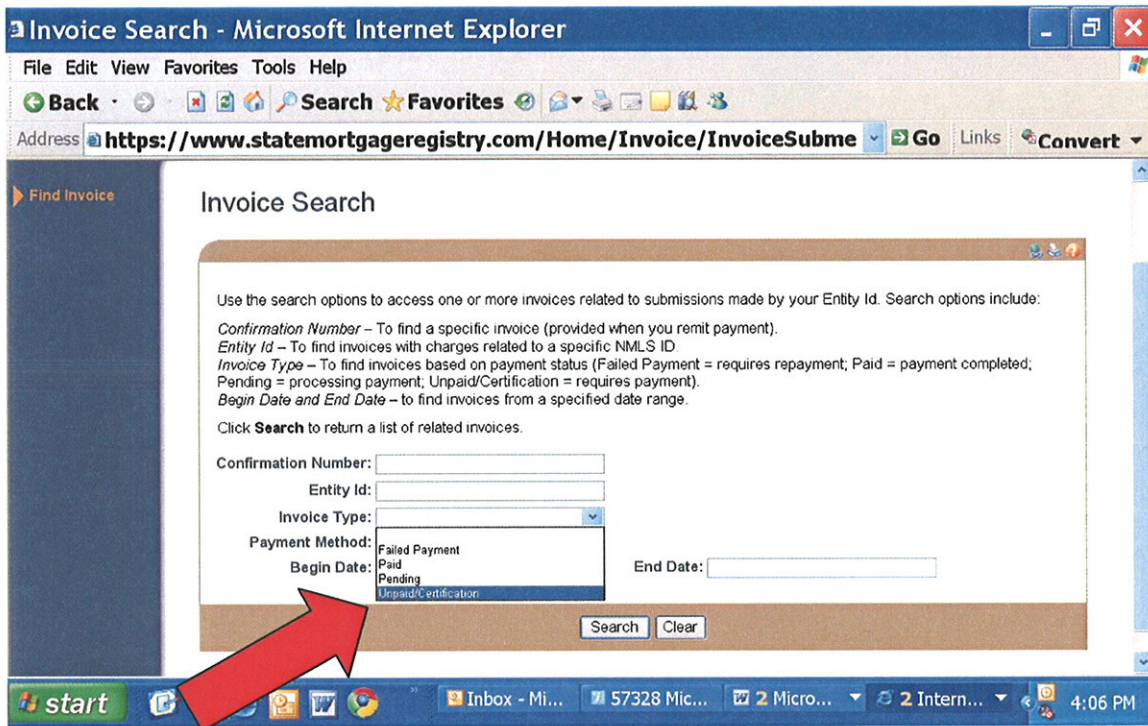 Invoice Search - Microsoft Internet Explorer
File Edit View Favorites Tools Help
Back Search Favorites
Address https://www.statemortgageregistry.com/Home/Invoice/InvoiceSubme Go Links Convert
Find Invoice
Invoice Search
Use the search options to access one or more invoices related to submissions made by your Entity Id. Search options include:
Confirmation Number – To find a specific invoice (provided when you remit payment).
Entity Id – To find invoices with charges related to a specific NMLS ID.
Invoice Type – To find invoices based on payment status (Failed Payment = requires repayment; Paid = payment completed;
Pending = processing payment; Unpaid/Certification = requires payment).
Begin Date and End Date – to find invoices from a specified date range.
Click Search to return a list of related invoices.
Confirmation Number:
Entity Id:
Invoice Type:
Payment Method:
Failed Payment
Begin Date: Paid End Date:
Pending
Unpaid/Certification
Search Clear
start Inbox - Mi... 57328 Mic... 2 Micro... 2 Intern... 4:06 PM